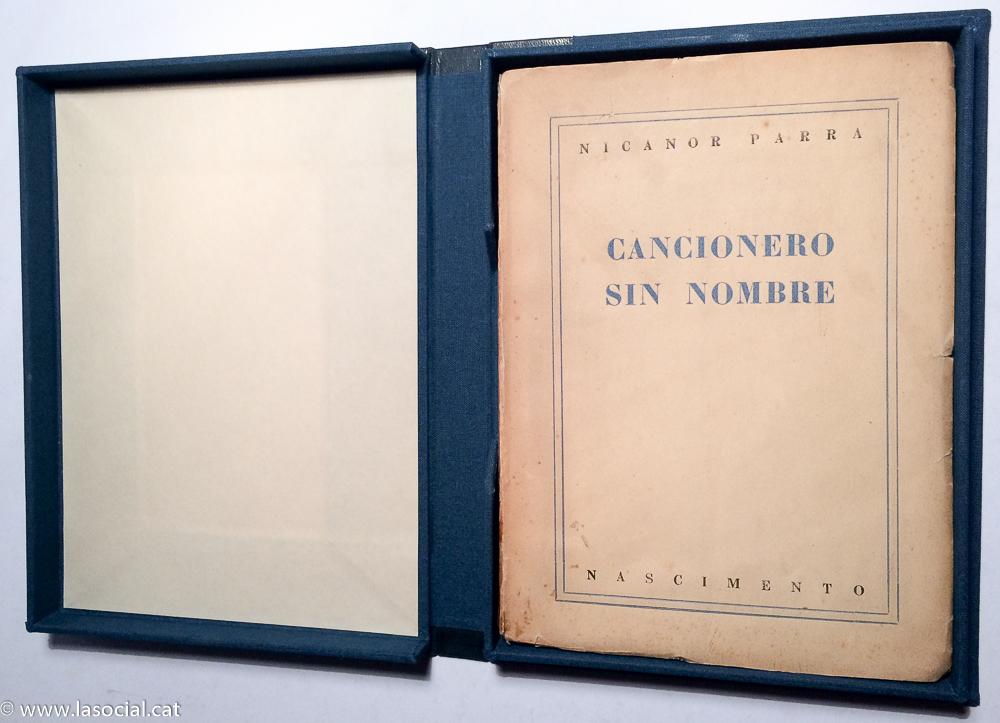 NICANOR PARRA
CANCIONERO
SIN NOMBRE
NASCIMENTO
© www.lasocial.cat